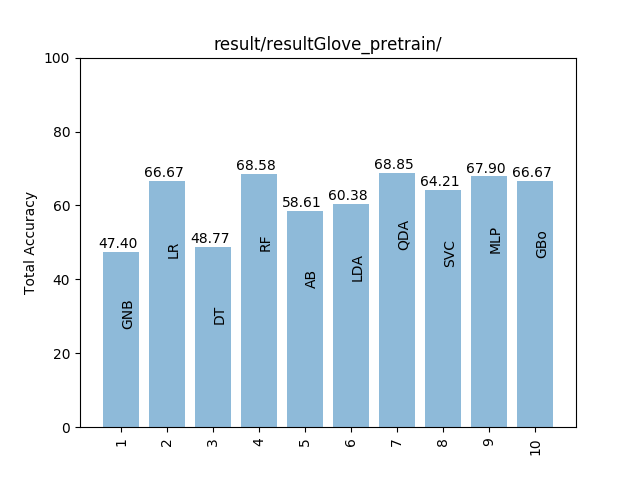 result/resultGlove_pretrain/
100
80
60
40
20
0
Total Accuracy
47.40
66.67
48.77
68.58
58.61
60.38
68.85
64.21
67.90
66.67
GNB
LR
DT
RF
AB
LDA
QDA
SVC
MLP
GBo
1
2
3
4
5
6
7
8
9
10